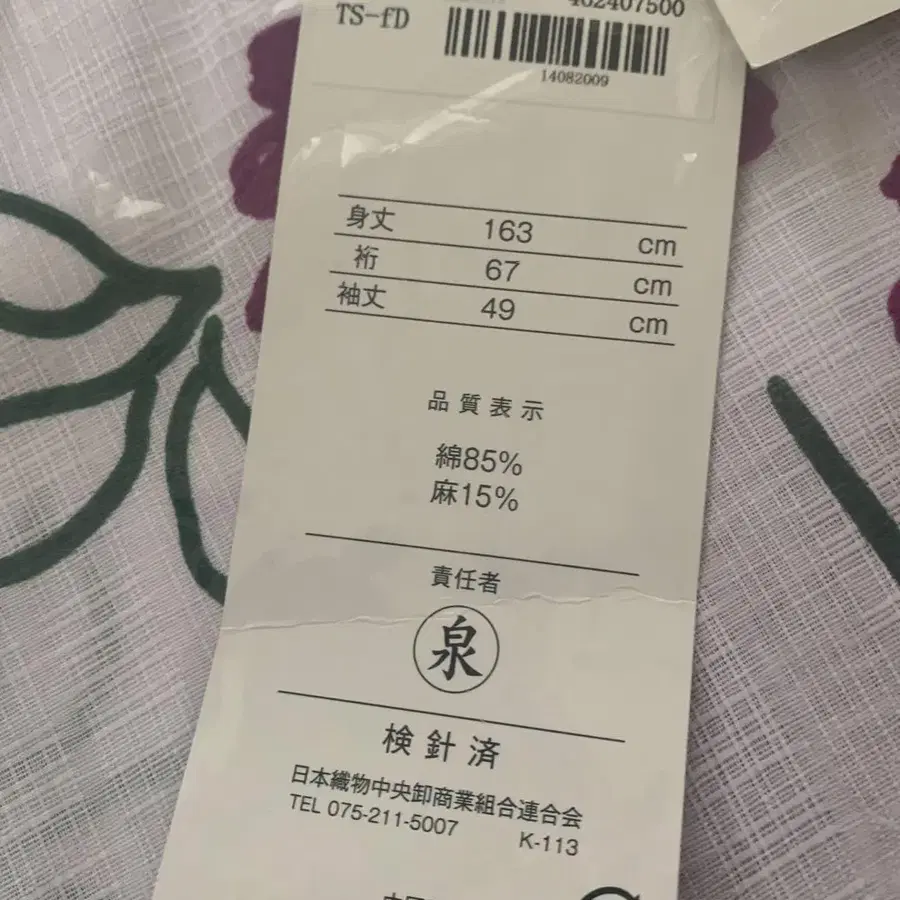 462407500
TS-fD
14082009
身丈 163 cm
裄 67 cm
袖丈 49 cm
品質表示
綿85%
麻15%
責任者
泉
検針済
日本織物中央卸商業組合連合会
TEL 075-211-5007 K-113